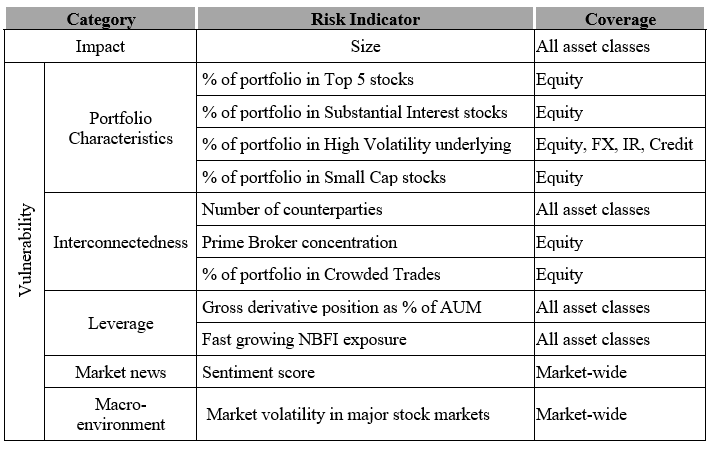 Category Risk Indicator Coverage
Impact Size All asset classes
Vulnerability
Portfolio Characteristics
% of portfolio in Top 5 stocks Equity
% of portfolio in Substantial Interest stocks Equity
% of portfolio in High Volatility underlying Equity, FX, IR, Credit
% of portfolio in Small Cap stocks Equity
Interconnectedness
Number of counterparties All asset classes
Prime Broker concentration Equity
% of portfolio in Crowded Trades Equity
Leverage
Gross derivative position as % of AUM All asset classes
Fast growing NBFI exposure All asset classes
Market news Sentiment score Market-wide
Macro-
environment Market volatility in major stock markets Market-wide